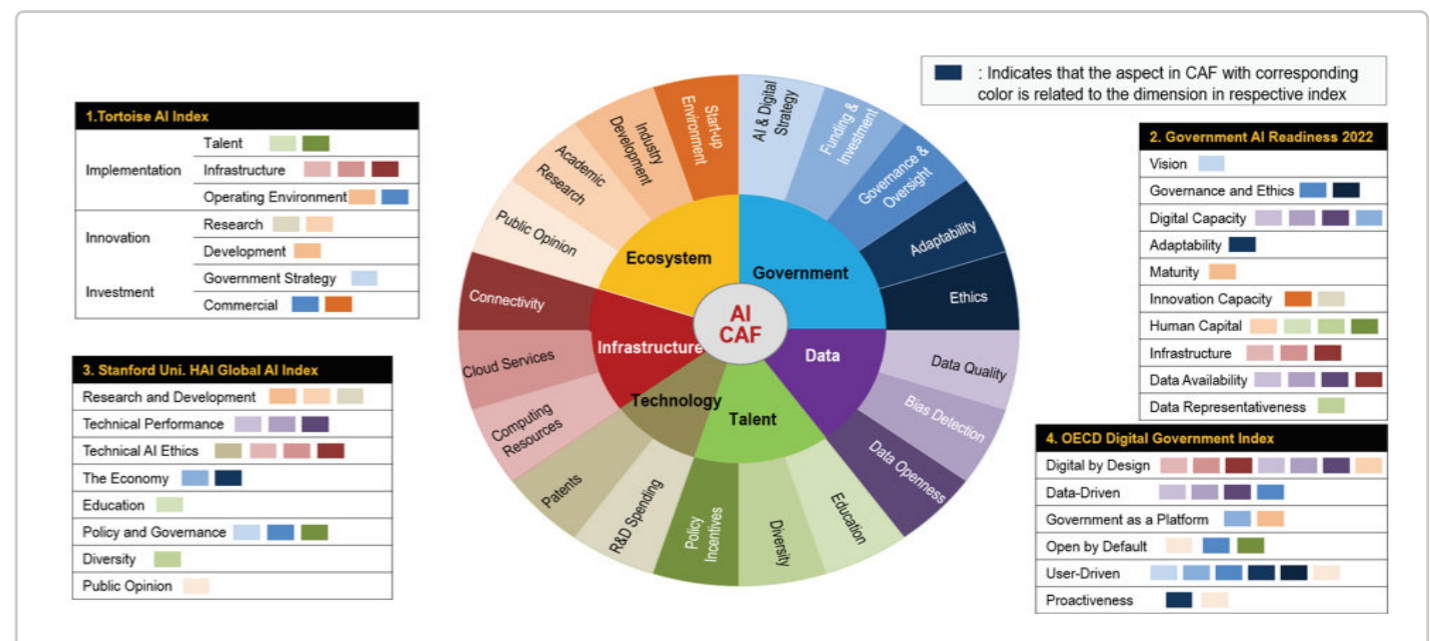 : Indicates that the aspect in CAF with corresponding
color is related to the dimension in respective index
1.Tortoise AI Index
Implementation
Talent
Infrastructure
Operating Environment
Innovation
Research
Development
Investment
Government Strategy
Commercial
3. Stanford Uni. HAI Global AI Index
Research and Development
Technical Performance
Technical AI Ethics
The Economy
Education
Policy and Governance
Diversity
Public Opinion
AI
CAF
Ecosystem
Government
Data
Talent
Technology
Infrastructure
Public Opinion
Academic
Research
Industry
Development
Start-up
Environment
AI & Digital
Strategy
Funding &
Investment
Governance &
Oversight
Adaptability
Ethics
Data Quality
Bias Detection
Data Openness
Education
Diversity
Policy
Incentives
R&D Spending
Patents
Computing
Resources
Cloud Services
Connectivity
2. Government AI Readiness 2022
Vision
Governance and Ethics
Digital Capacity
Adaptability
Maturity
Innovation Capacity
Human Capital
Infrastructure
Data Availability
Data Representativeness
4. OECD Digital Government Index
Digital by Design
Data-Driven
Government as a Platform
Open by Default
User-Driven
Proactiveness